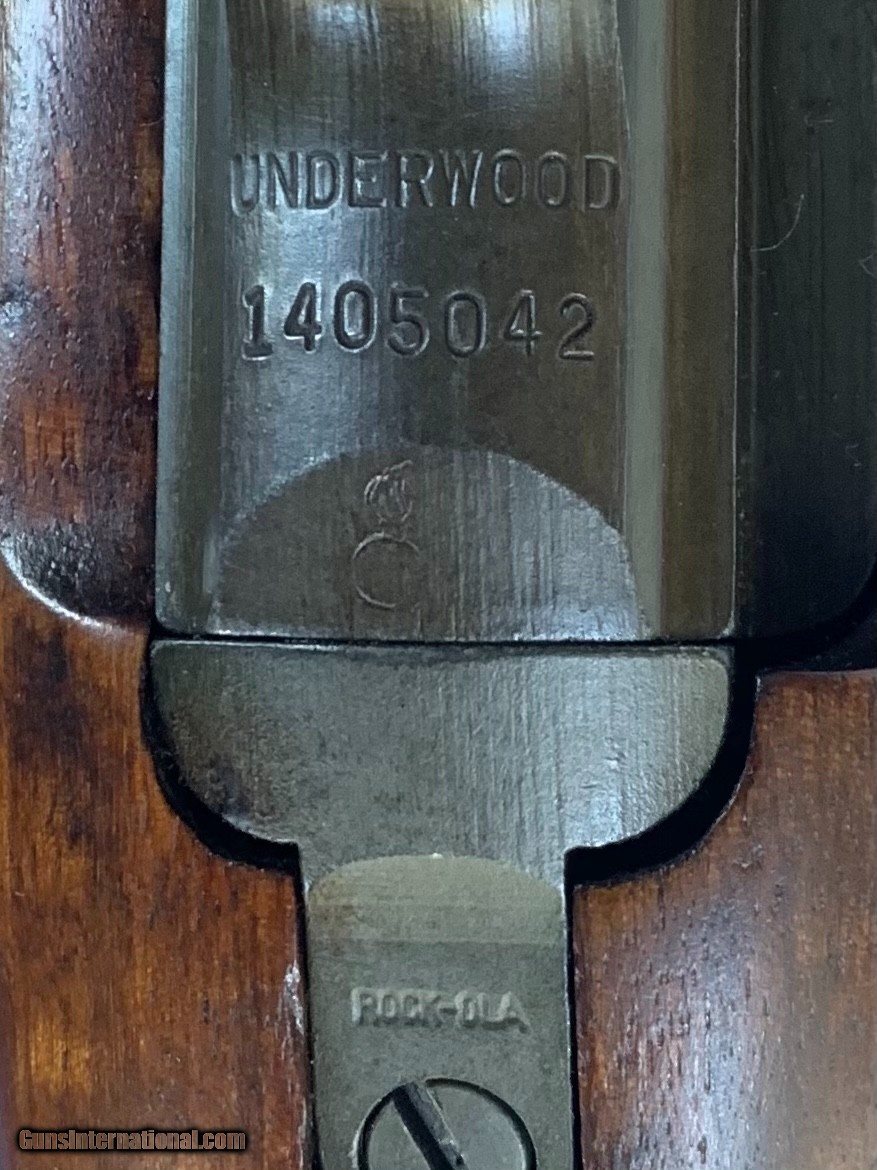 UNDERWOOD
1405042
ROCK-OLA
GunsInternational.com